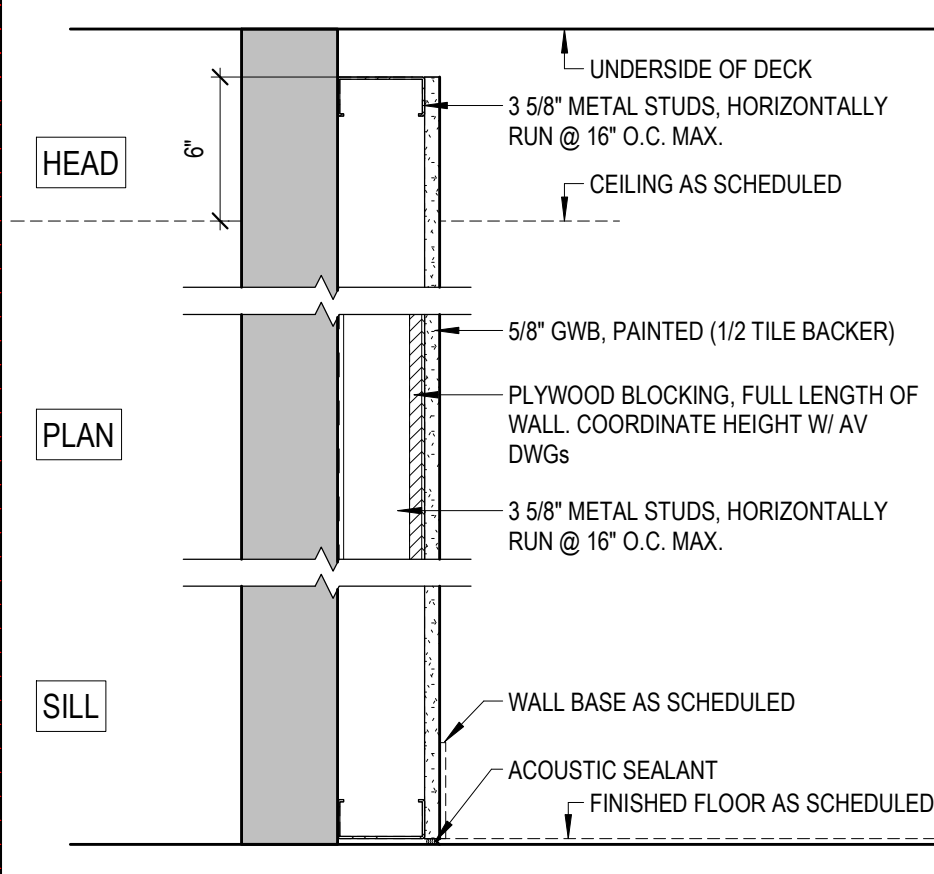 UNDERSIDE OF DECK
3 5/8" METAL STUDS, HORIZONTALLY
RUN @ 16" O.C. MAX.
6"
HEAD
CEILING AS SCHEDULED
5/8" GWB, PAINTED (1/2 TILE BACKER)
PLYWOOD BLOCKING, FULL LENGTH OF
WALL. COORDINATE HEIGHT W/ AV
DWGs
PLAN
3 5/8" METAL STUDS, HORIZONTALLY
RUN @ 16" O.C. MAX.
SILL
WALL BASE AS SCHEDULED
ACOUSTIC SEALANT
FINISHED FLOOR AS SCHEDULED